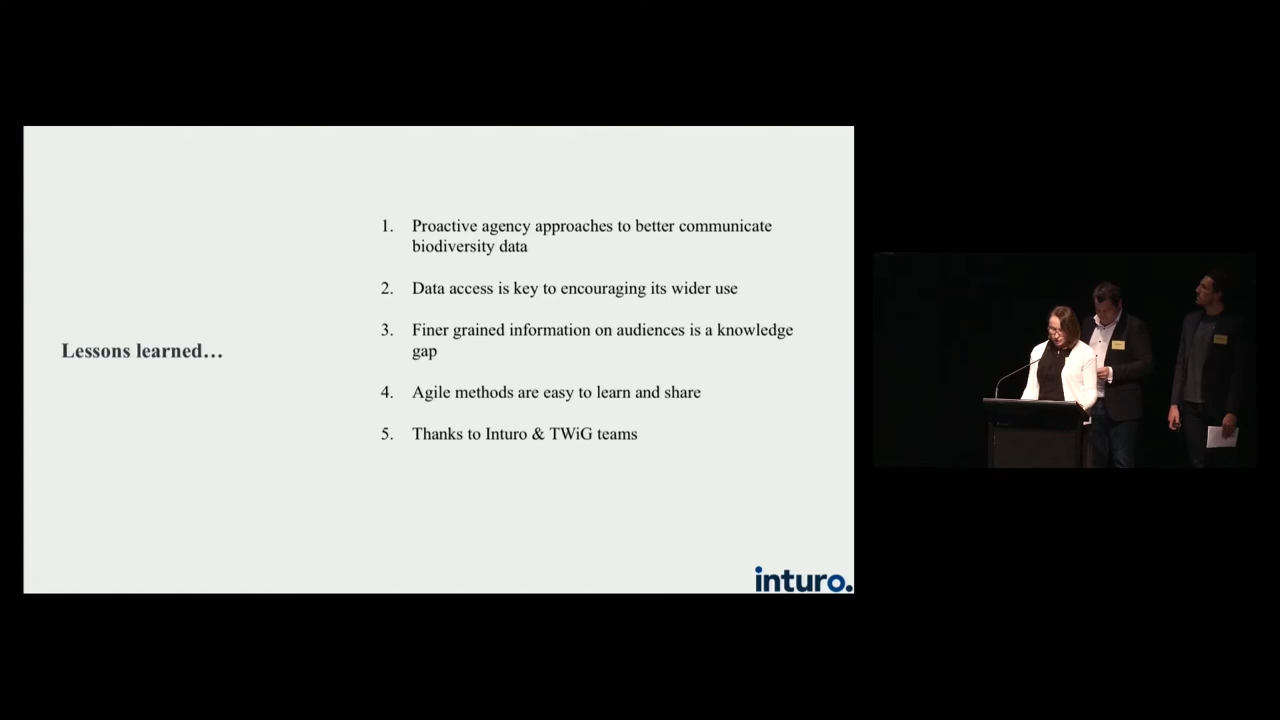 Lessons learned…
1. Proactive agency approaches to better communicate
biodiversity data
2. Data access is key to encouraging its wider use
3. Finer grained information on audiences is a knowledge
gap
4. Agile methods are easy to learn and share
5. Thanks to Inturo & TWiG teams
inturo.